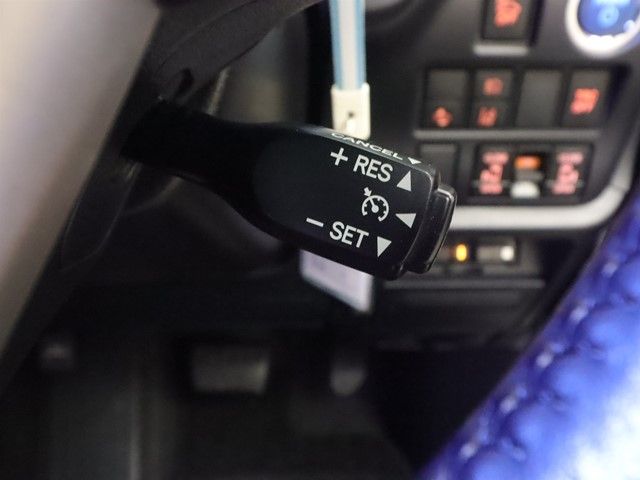 CANCEL ▼
+ RES ▲
− SET ▼